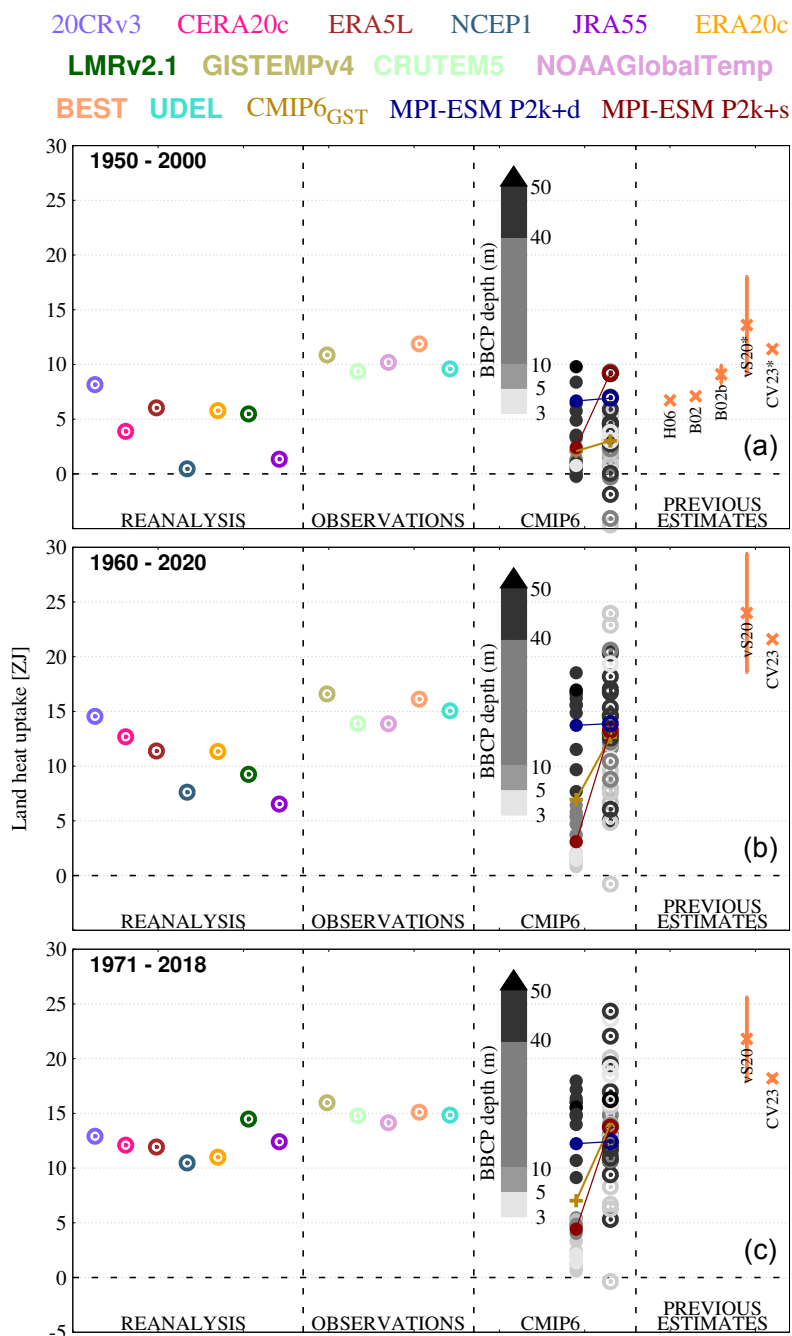 20CRv3 CERA20c ERA5L NCEP1 JRA55 ERA20c
LMRv2.1 GISTEMPv4 CRUTEM5 NOAAGlobalTemp
BEST UDEL CMIP6GST MPI-ESM P2k+d MPI-ESM P2k+s
Land heat uptake [ZJ]
1950 - 2000
30
25
20
15
10
5
0
BBCP depth (m)
50
40
10
5
3
H06
B02
B02b
vS20*
CV23*
(a)
REANALYSIS OBSERVATIONS CMIP6 PREVIOUS
ESTIMATES
1960 - 2020
30
25
20
15
10
5
0
BBCP depth (m)
50
40
10
5
3
vS20
CV23
(b)
REANALYSIS OBSERVATIONS CMIP6 PREVIOUS
ESTIMATES
1971 - 2018
30
25
20
15
10
5
0
-5
BBCP depth (m)
50
40
10
5
3
vS20
CV23
(c)
REANALYSIS OBSERVATIONS CMIP6 PREVIOUS
ESTIMATES